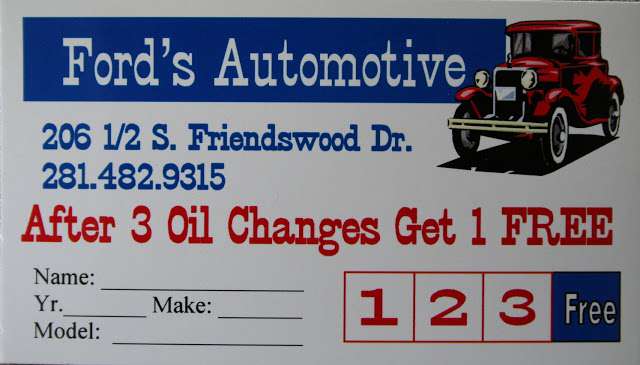 Ford's Automotive
206 1/2 S. Friendswood Dr.
281.482.9315
After 3 Oil Changes Get 1 FREE
Name:
Yr. Make:
Model:
1 2 3 Free